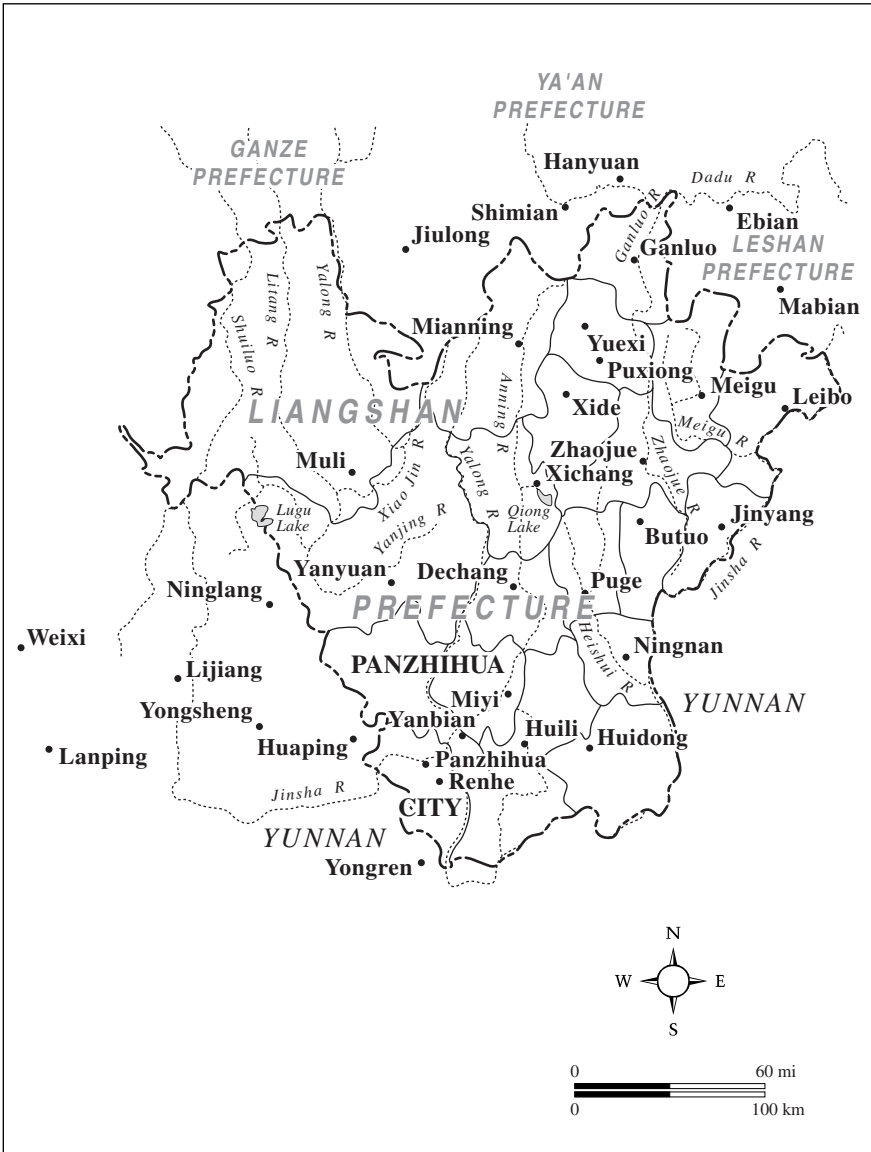 YA'AN
PREFECTURE
GANZE
PREFECTURE
Hanyuan
Dadu R
Shimian
Ebian
Jiulong
Ganluo R
Ganluo
LESHAN
PREFECTURE
Mabian
Shuiluo R
Litang R
Yalong R
Mianning
Yuexi
Puxiong
Anning R
Meigu
Leibo
LIANGSHAN
Xide
Meigu R
Muli
Xiao Jin R
Yalong R
Zhaojue
Xichang
Zhaojue R
Lugu
Lake
Yanjing R
Qiong
Lake
Butuo
Jinyang
Jinsha R
Yanyuan
Dechang
Puge
Ninglang
PREFECTURE
Heishui R
Weixi
Ningnan
PANZHIHUA
Lijiang
Miyi
YUNNAN
Yongsheng
Yanbian
Huaping
Huili
Huidong
Lanping
Panzhihua
Renhe
Jinsha R
CITY
YUNNAN
Yongren
N
W E
S
0 60 mi
0 100 km